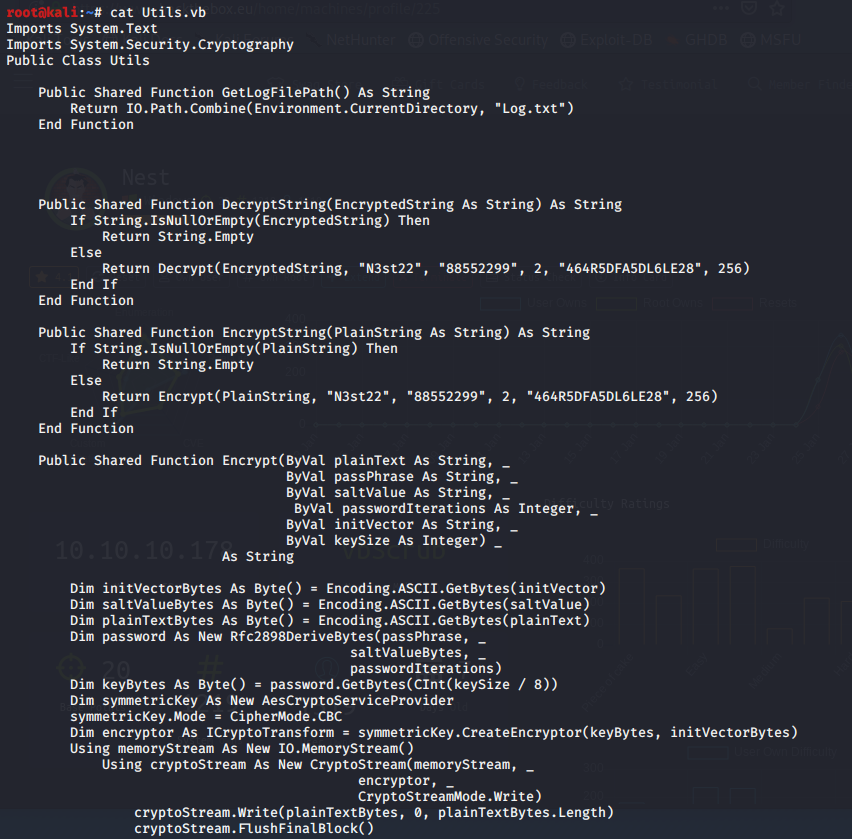 root@kali:~# cat Utils.vb
Imports System.Text
Imports System.Security.Cryptography
Public Class Utils
    Public Shared Function GetLogFilePath() As String
        Return IO.Path.Combine(Environment.CurrentDirectory, "Log.txt")
    End Function
Nest
    Public Shared Function DecryptString(EncryptedString As String) As String
        If String.IsNullOrEmpty(EncryptedString) Then
            Return String.Empty
        Else
            Return Decrypt(EncryptedString, "N3st22", "88552299", 2, "464R5DFA5DL6LE28", 256)
        End If
    End Function
    Public Shared Function EncryptString(PlainString As String) As String
        If String.IsNullOrEmpty(PlainString) Then
            Return String.Empty
        Else
            Return Encrypt(PlainString, "N3st22", "88552299", 2, "464R5DFA5DL6LE28", 256)
        End If
    End Function
    Public Shared Function Encrypt(ByVal plainText As String, _
                                   ByVal passPhrase As String, _
                                   ByVal saltValue As String, _
                                    ByVal passwordIterations As Integer, _
                                   ByVal initVector As String, _
                                   ByVal keySize As Integer) _
                           As String
        Dim initVectorBytes As Byte() = Encoding.ASCII.GetBytes(initVector)
        Dim saltValueBytes As Byte() = Encoding.ASCII.GetBytes(saltValue)
        Dim plainTextBytes As Byte() = Encoding.ASCII.GetBytes(plainText)
        Dim password As New Rfc2898DeriveBytes(passPhrase, _
                                           saltValueBytes, _
                                           passwordIterations)
        Dim keyBytes As Byte() = password.GetBytes(CInt(keySize / 8))
        Dim symmetricKey As New AesCryptoServiceProvider
        symmetricKey.Mode = CipherMode.CBC
        Dim encryptor As ICryptoTransform = symmetricKey.CreateEncryptor(keyBytes, initVectorBytes)
        Using memoryStream As New IO.MemoryStream()
            Using cryptoStream As New CryptoStream(memoryStream, _
                                            encryptor, _
                                            CryptoStreamMode.Write)
                cryptoStream.Write(plainTextBytes, 0, plainTextBytes.Length)
                cryptoStream.FlushFinalBlock()